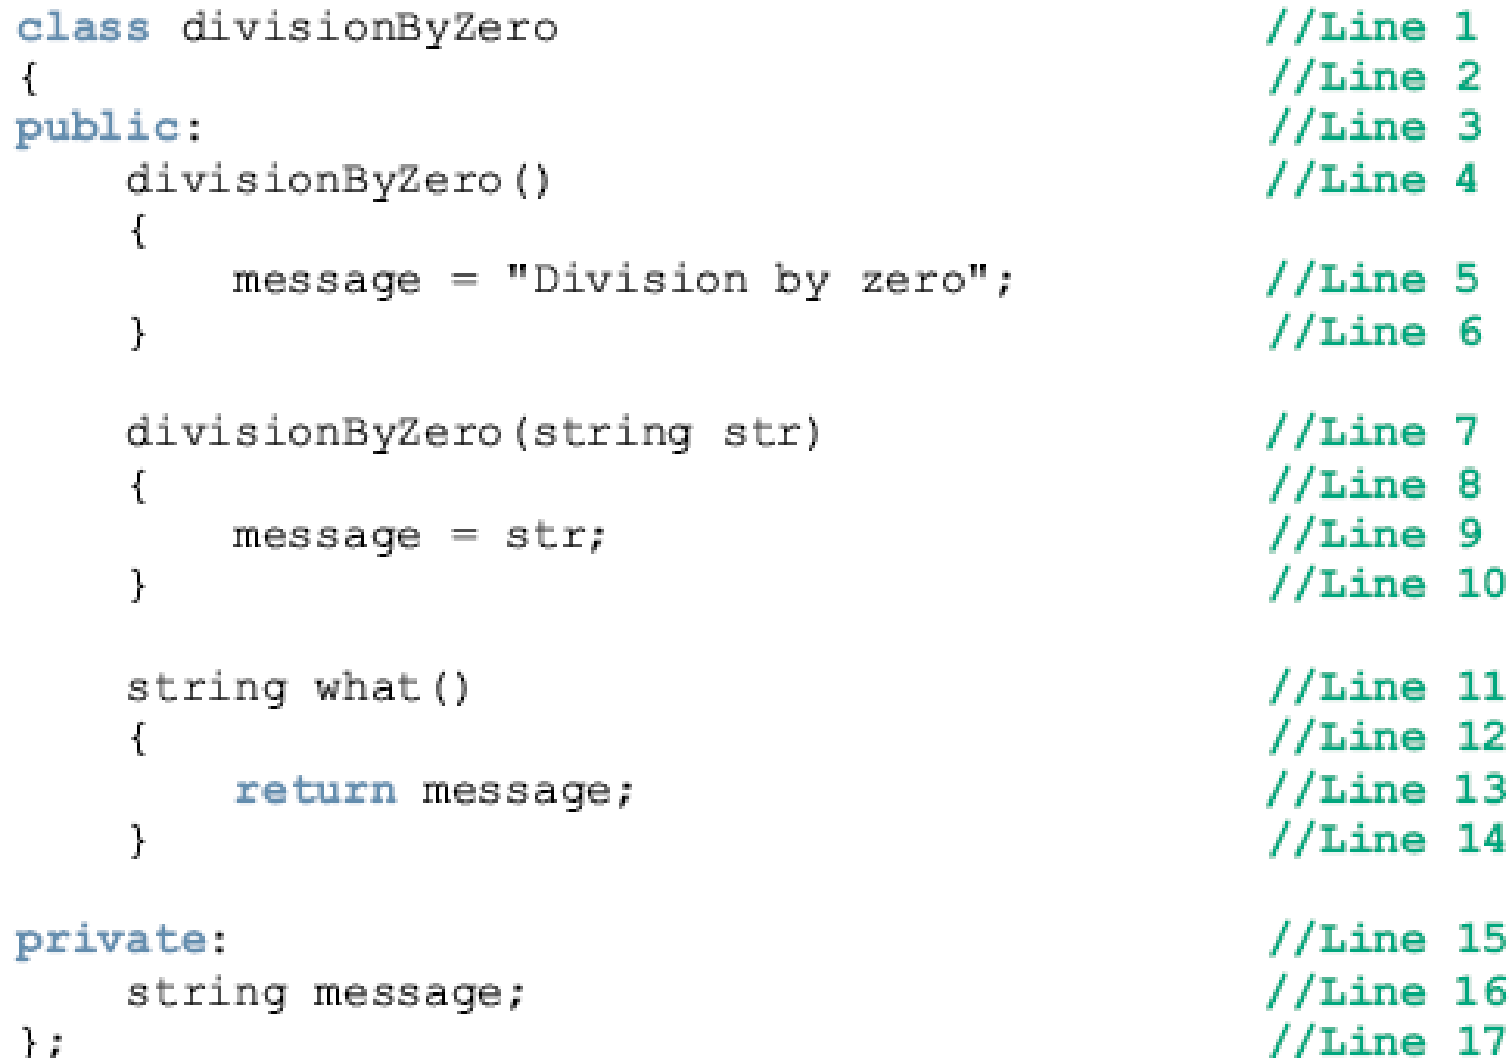 class divisionByZero //Line 1
{ //Line 2
public: //Line 3
divisionByZero() //Line 4
{
message = "Division by zero"; //Line 5
} //Line 6
divisionByZero(string str) //Line 7
{ //Line 8
message = str; //Line 9
} //Line 10
string what() //Line 11
{ //Line 12
return message; //Line 13
} //Line 14
private: //Line 15
string message; //Line 16
}; //Line 17